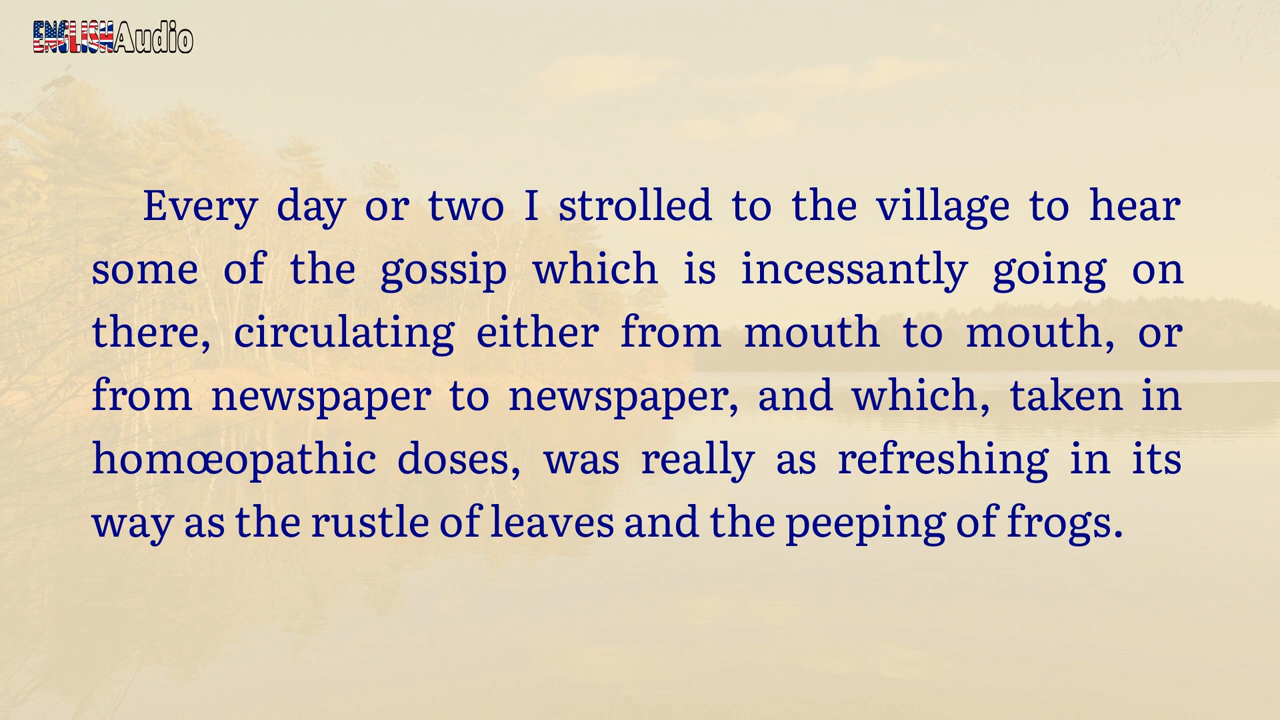 ENGLISHAudio
Every day or two I strolled to the village to hear
some of the gossip which is incessantly going on
there, circulating either from mouth to mouth, or
from newspaper to newspaper, and which, taken in
homœopathic doses, was really as refreshing in its
way as the rustle of leaves and the peeping of frogs.